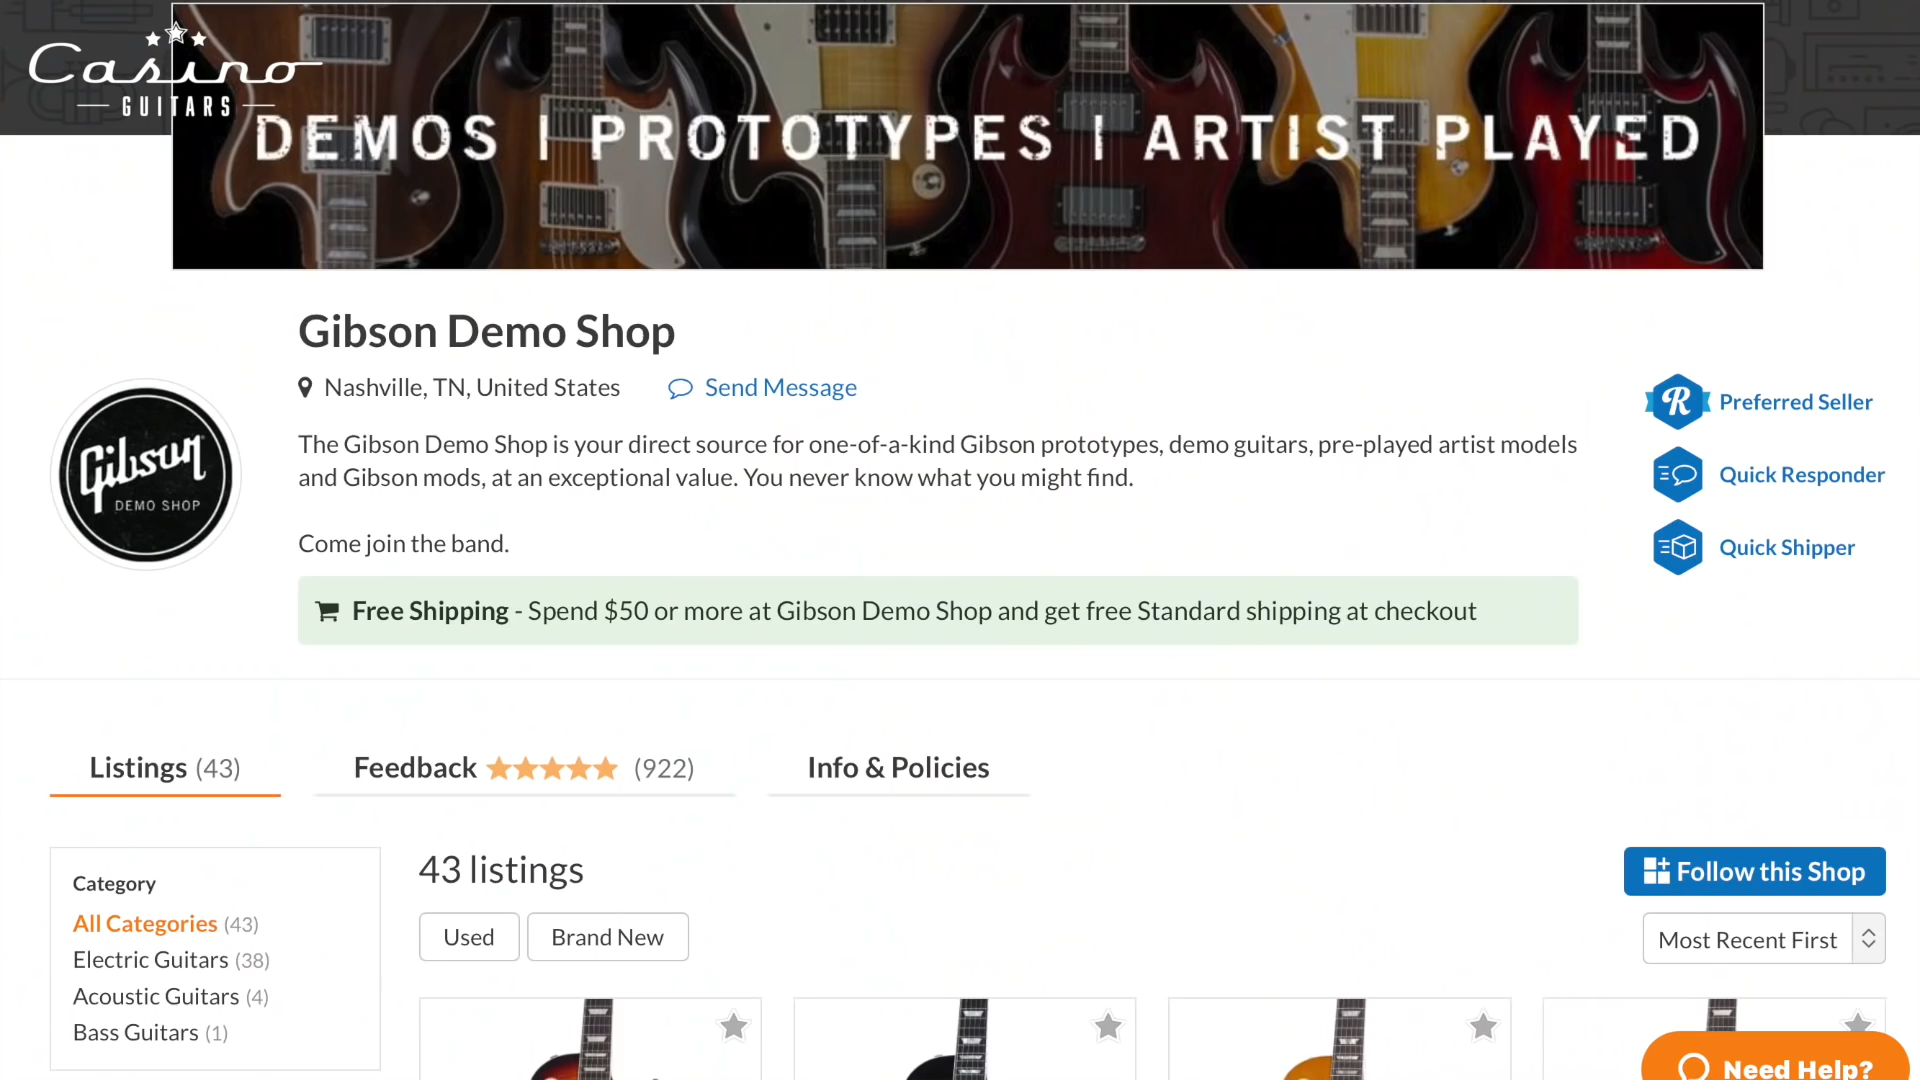 Casino
GUITARS
DEMOS | PROTOTYPES | ARTIST PLAYED
Gibson Demo Shop
Nashville, TN, United States Send Message
Gibson
DEMO SHOP
The Gibson Demo Shop is your direct source for one-of-a-kind Gibson prototypes, demo guitars, pre-played artist models
and Gibson mods, at an exceptional value. You never know what you might find.
Come join the band.
Free Shipping - Spend $50 or more at Gibson Demo Shop and get free Standard shipping at checkout
R Preferred Seller
Quick Responder
Quick Shipper
Listings (43) Feedback (922) Info & Policies
Category
All Categories (43)
Electric Guitars (38)
Acoustic Guitars (4)
Bass Guitars (1)
43 listings
Used Brand New
Follow this Shop
Most Recent First
Need Help?